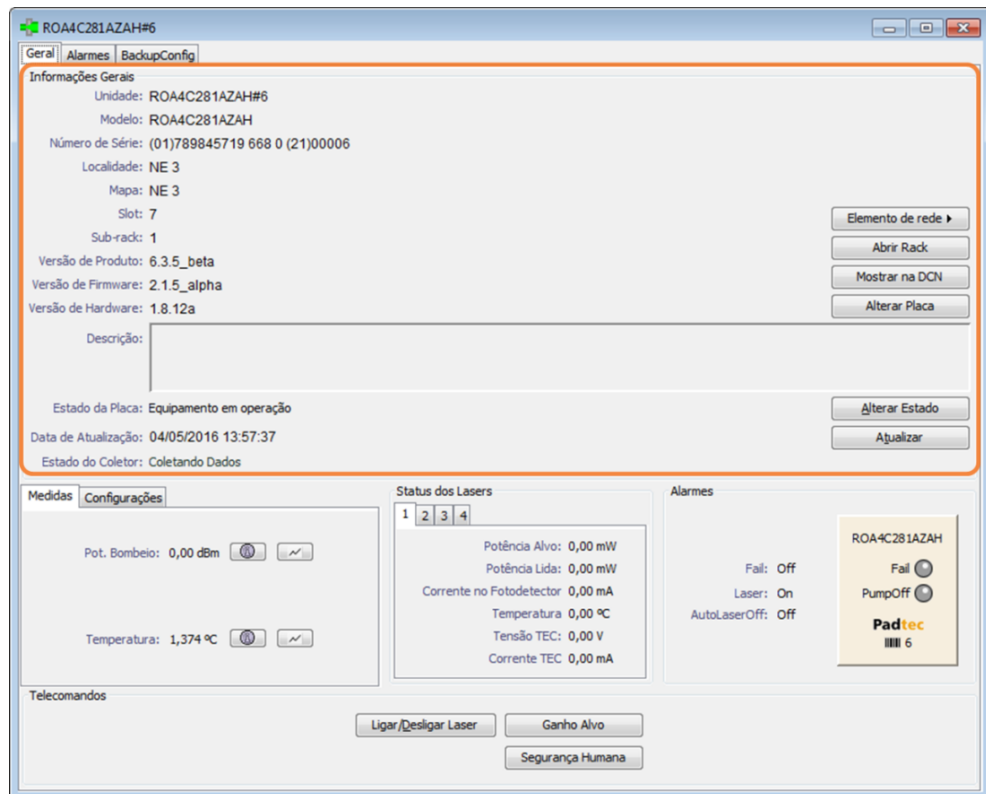 ROA4C281AZAH#6
Geral Alarmes BackupConfig
Informações Gerais
Unidade: ROA4C281AZAH#6
Modelo: ROA4C281AZAH
Número de Série: (01)789845719 668 0 (21)00006
Localidade: NE 3
Mapa: NE 3
Slot: 7
Elemento de rede
Sub-rack: 1
Abrir Rack
Versão de Produto: 6.3.5_beta
Mostrar na DCN
Versão de Firmware: 2.1.5_alpha
Versão de Hardware: 1.8.12a
Alterar Placa
Descrição:
Estado da Placa: Equipamento em operação
Alterar Estado
Data de Atualização: 04/05/2016 13:57:37
Atualizar
Estado do Coletor: Coletando Dados
Medidas Configurações
Pot. Bombeio: 0,00 dBm
Temperatura: 1,374 ºC
Status dos Lasers
1 2 3 4
Potência Alvo: 0,00 mW
Potência Lida: 0,00 mW
Corrente no Fotodetector 0,00 mA
Temperatura 0,00 ºC
Tensão TEC: 0,00 V
Corrente TEC 0,00 mA
Alarmes
Fail: Off
Laser: On
AutoLaserOff: Off
ROA4C281AZAH
Fail
PumpOff
Padtec
6
Telecomandos
Ligar/Desligar Laser
Ganho Alvo
Segurança Humana